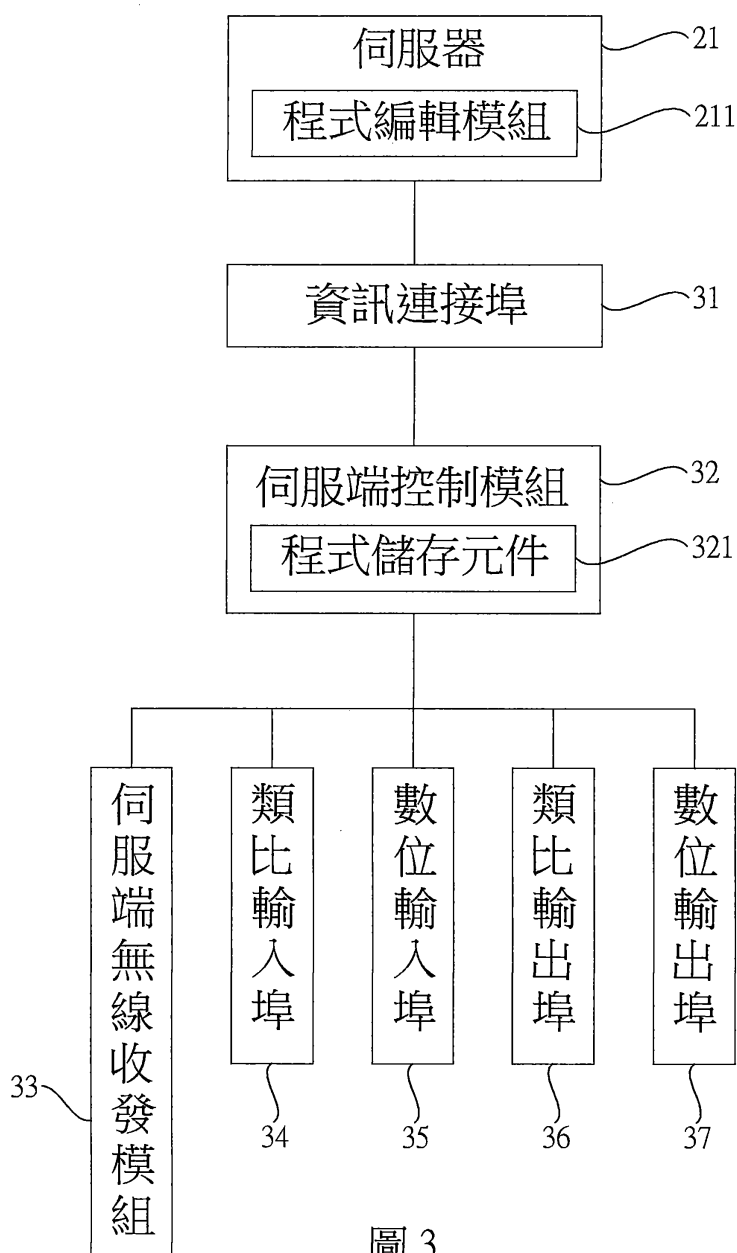 伺服器
21
程式編輯模組
211
資訊連接埠
31
伺服端控制模組
32
程式儲存元件
321
伺服端無線收發模組
類比輸入埠
數位輸入埠
類比輸出埠
數位輸出埠
33
34
35
36
37
圖 3